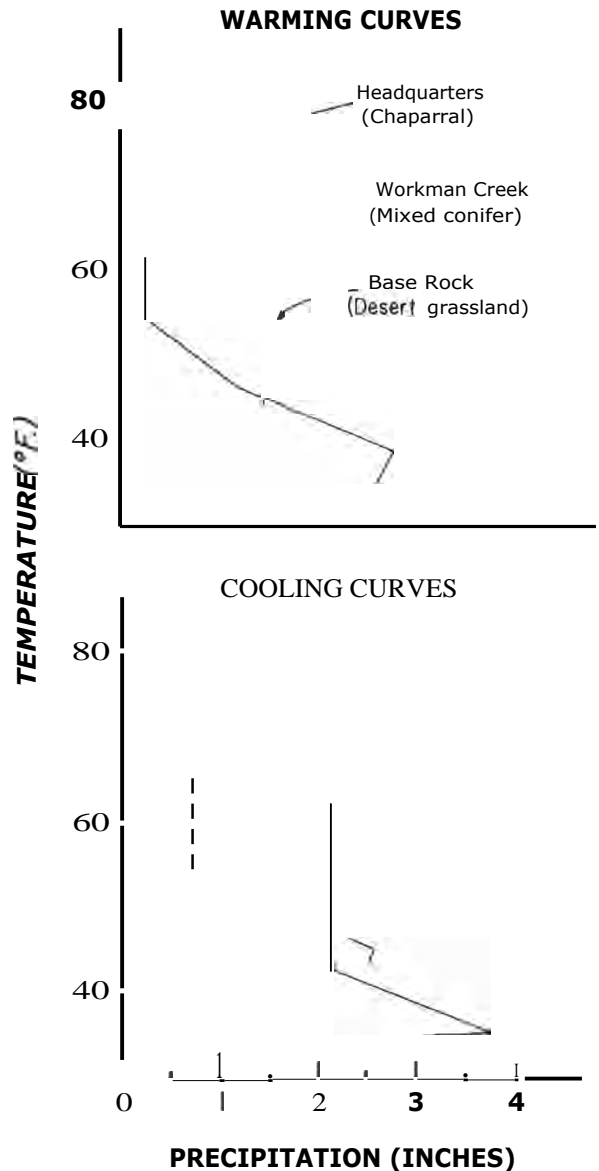 WARMING CURVES
80
Headquarters
(Chaparral)
Workman Creek
(Mixed conifer)
60
Base Rock
(Desert grassland)
40
TEMPERATURE (°F.)
COOLING CURVES
80
60
40
0 1 2 3 4
PRECIPITATION (INCHES)